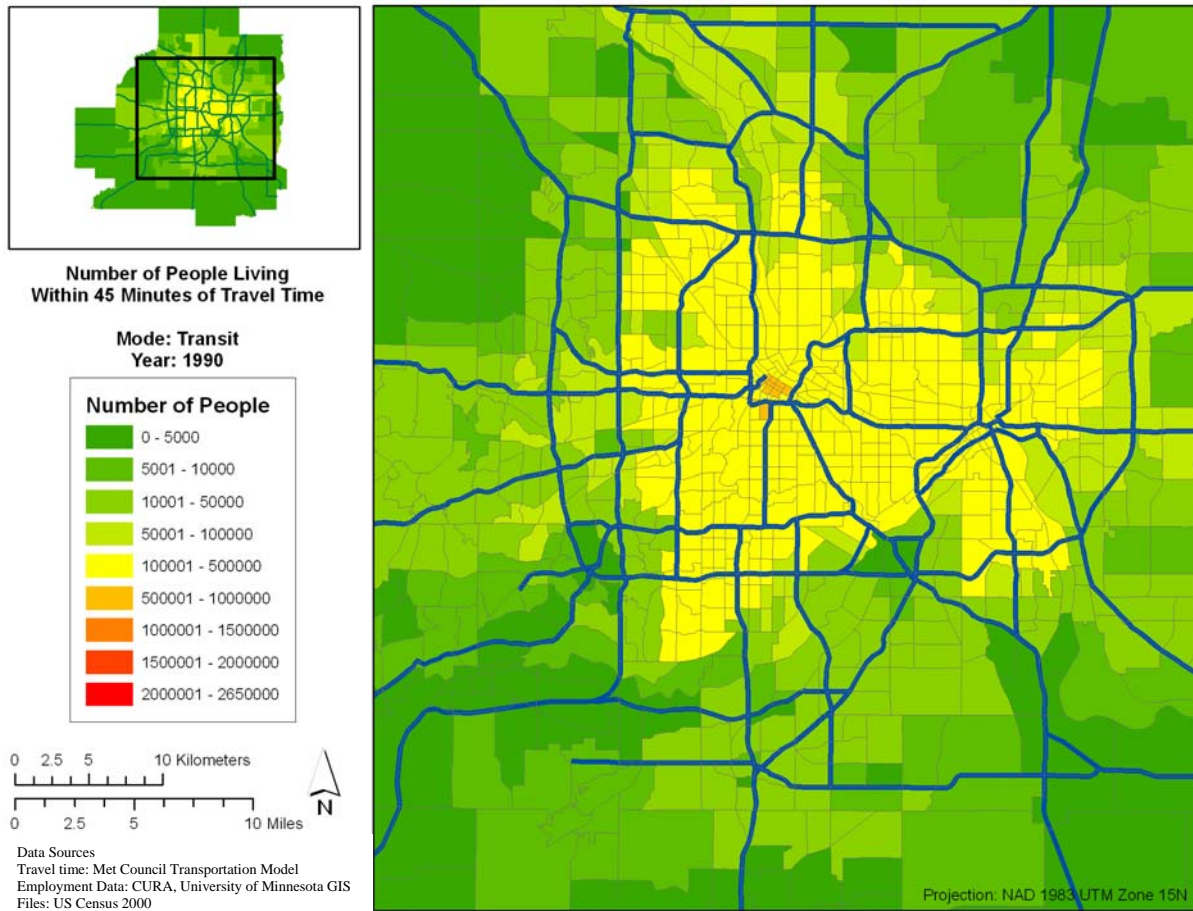 Number of People Living
Within 45 Minutes of Travel Time
Mode: Transit
Year: 1990
Number of People
0 - 5000
5001 - 10000
10001 - 50000
50001 - 100000
100001 - 500000
500001 - 1000000
1000001 - 1500000
1500001 - 2000000
2000001 - 2650000
0 2.5 5 10 Kilometers
0 2.5 5 10 Miles
N
Data Sources
Travel time: Met Council Transportation Model
Employment Data: CURA, University of Minnesota GIS
Files: US Census 2000
Projection: NAD 1983 UTM Zone 15N